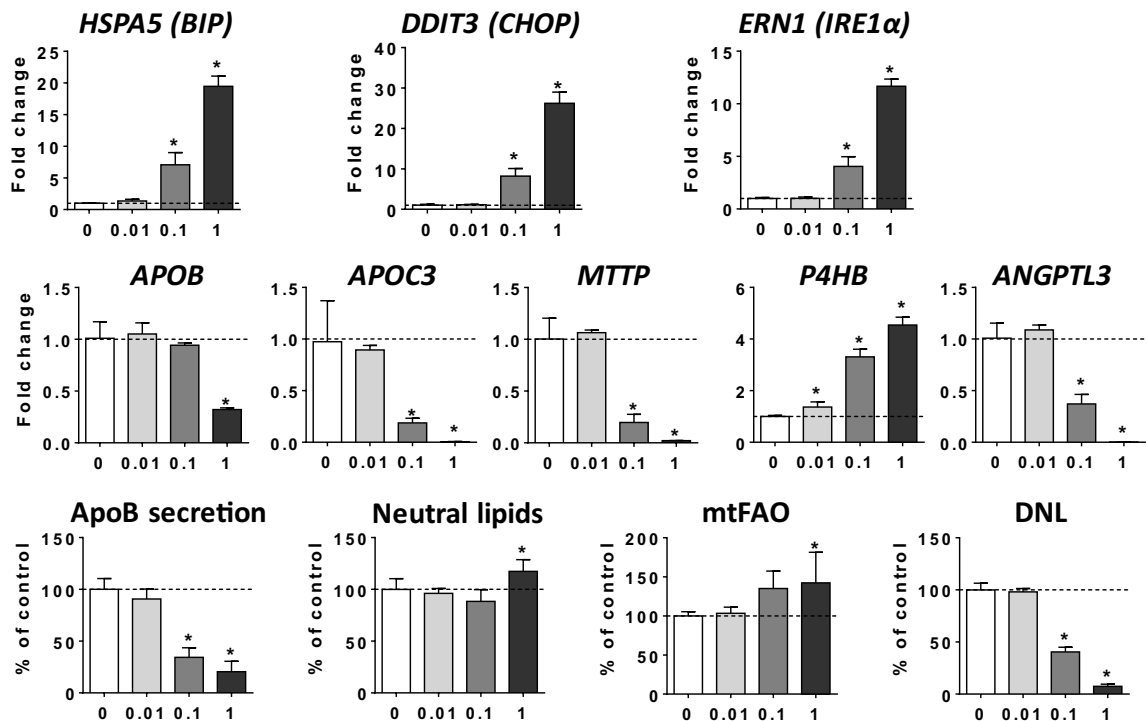 HSPA5 (BIP)
Fold change
25
20
15
10
5
0
*
*
0 0.01 0.1 1
DDIT3 (CHOP)
Fold change
40
30
20
10
0
*
*
0 0.01 0.1 1
ERN1 (IRE1α)
Fold change
15
10
5
0
*
*
0 0.01 0.1 1
APOB
Fold change
1.5
1.0
0.5
0.0
*
0 0.01 0.1 1
APOC3
1.5
1.0
0.5
0.0
*
*
0 0.01 0.1 1
MTTP
1.5
1.0
0.5
0.0
*
*
0 0.01 0.1 1
P4HB
6
4
2
0
*
*
*
0 0.01 0.1 1
ANGPTL3
1.5
1.0
0.5
0.0
*
*
0 0.01 0.1 1
ApoB secretion
% of control
150
100
50
0
*
*
0 0.01 0.1 1
Neutral lipids
% of control
150
100
50
0
*
0 0.01 0.1 1
mtFAO
% of control
200
150
100
50
0
*
0 0.01 0.1 1
DNL
% of control
150
100
50
0
*
*
0 0.01 0.1 1